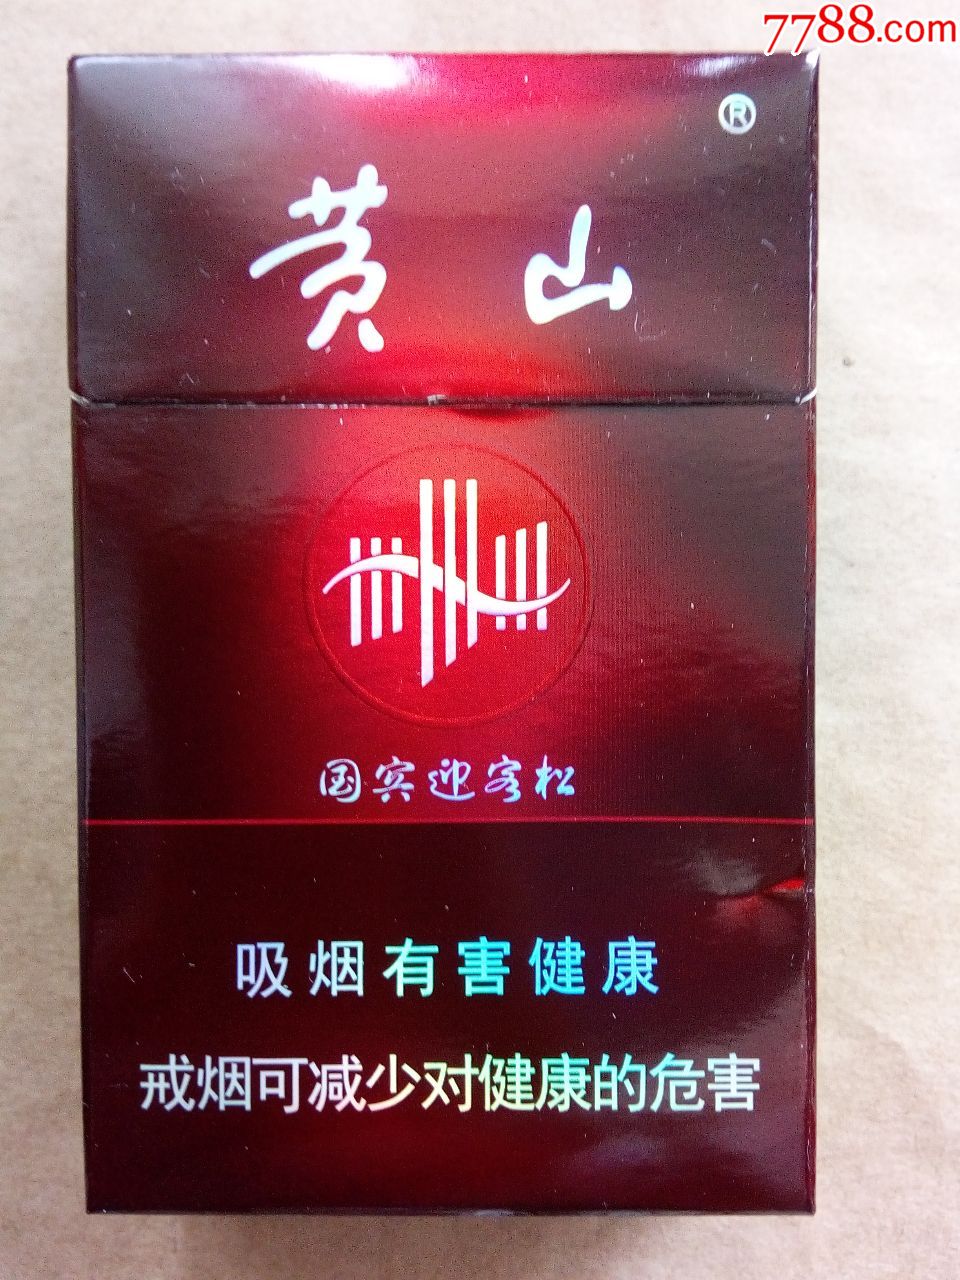 7788.com
®
黄山
国宾迎客松
吸烟有害健康
戒烟可减少对健康的危害